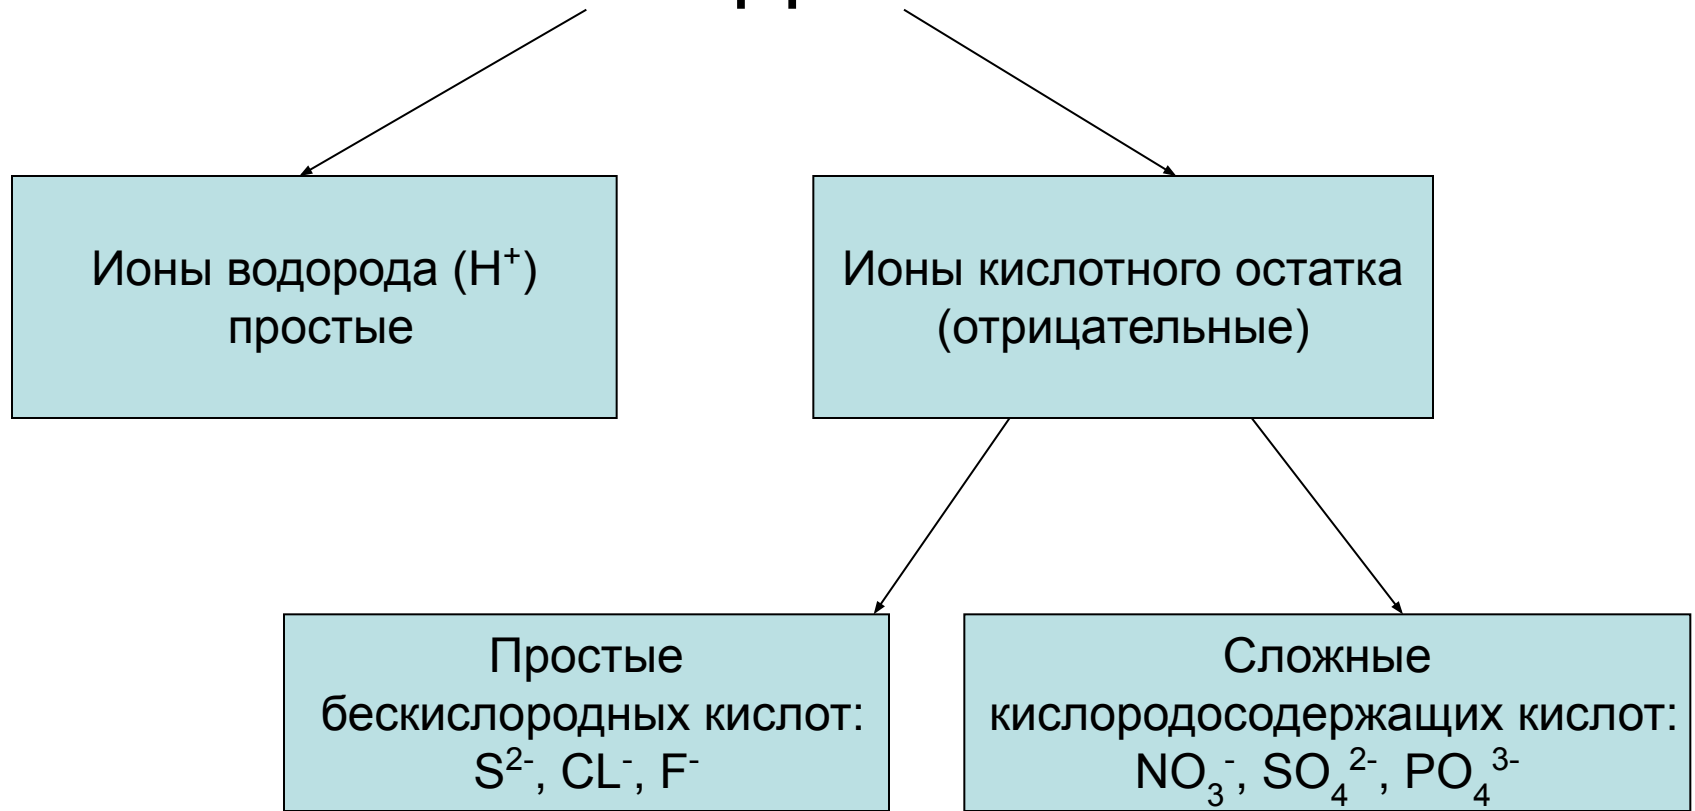 Ионы водорода (H⁺)
простые
Ионы кислотного остатка
(отрицательные)
Простые
бескислородных кислот:
S²⁻, CL⁻, F⁻
Сложные
кислородосодержащих кислот:
NO₃⁻, SO₄²⁻, PO₄³⁻